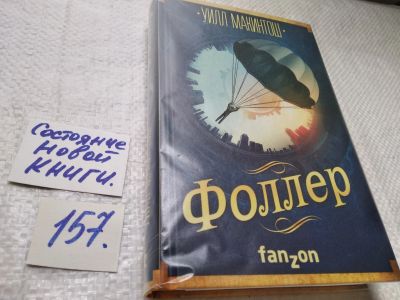 ·УИЛЛ МАКИНТОШ·
Фоллер
fanzon
Состояние
новой
книги.
157.